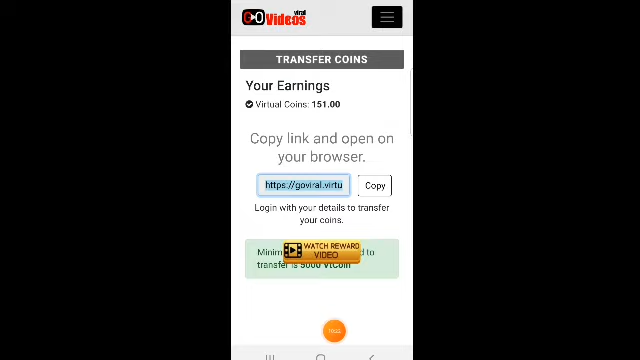 viral
GO Videos
TRANSFER COINS
Your Earnings
Virtual Coins: 151.00
Copy link and open on
your browser.
https://goviral.virtu
Copy
Login with your details to transfer
your coins.
WATCH REWARD
VIDEO
Minim d to
transfer is 5000 VtCoin